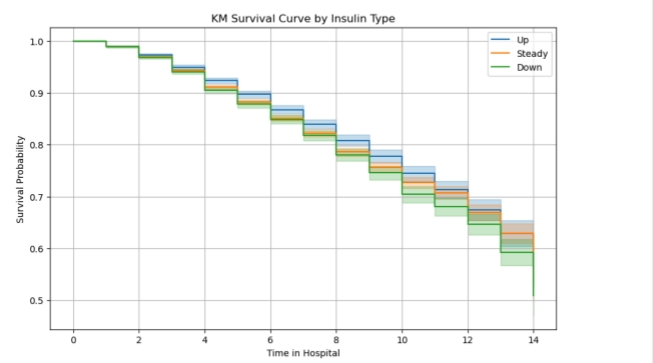 KM Survival Curve by Insulin Type
Up
Steady
Down
1.0
0.9
0.8
0.7
0.6
0.5
Survival Probability
0 2 4 6 8 10 12 14
Time in Hospital